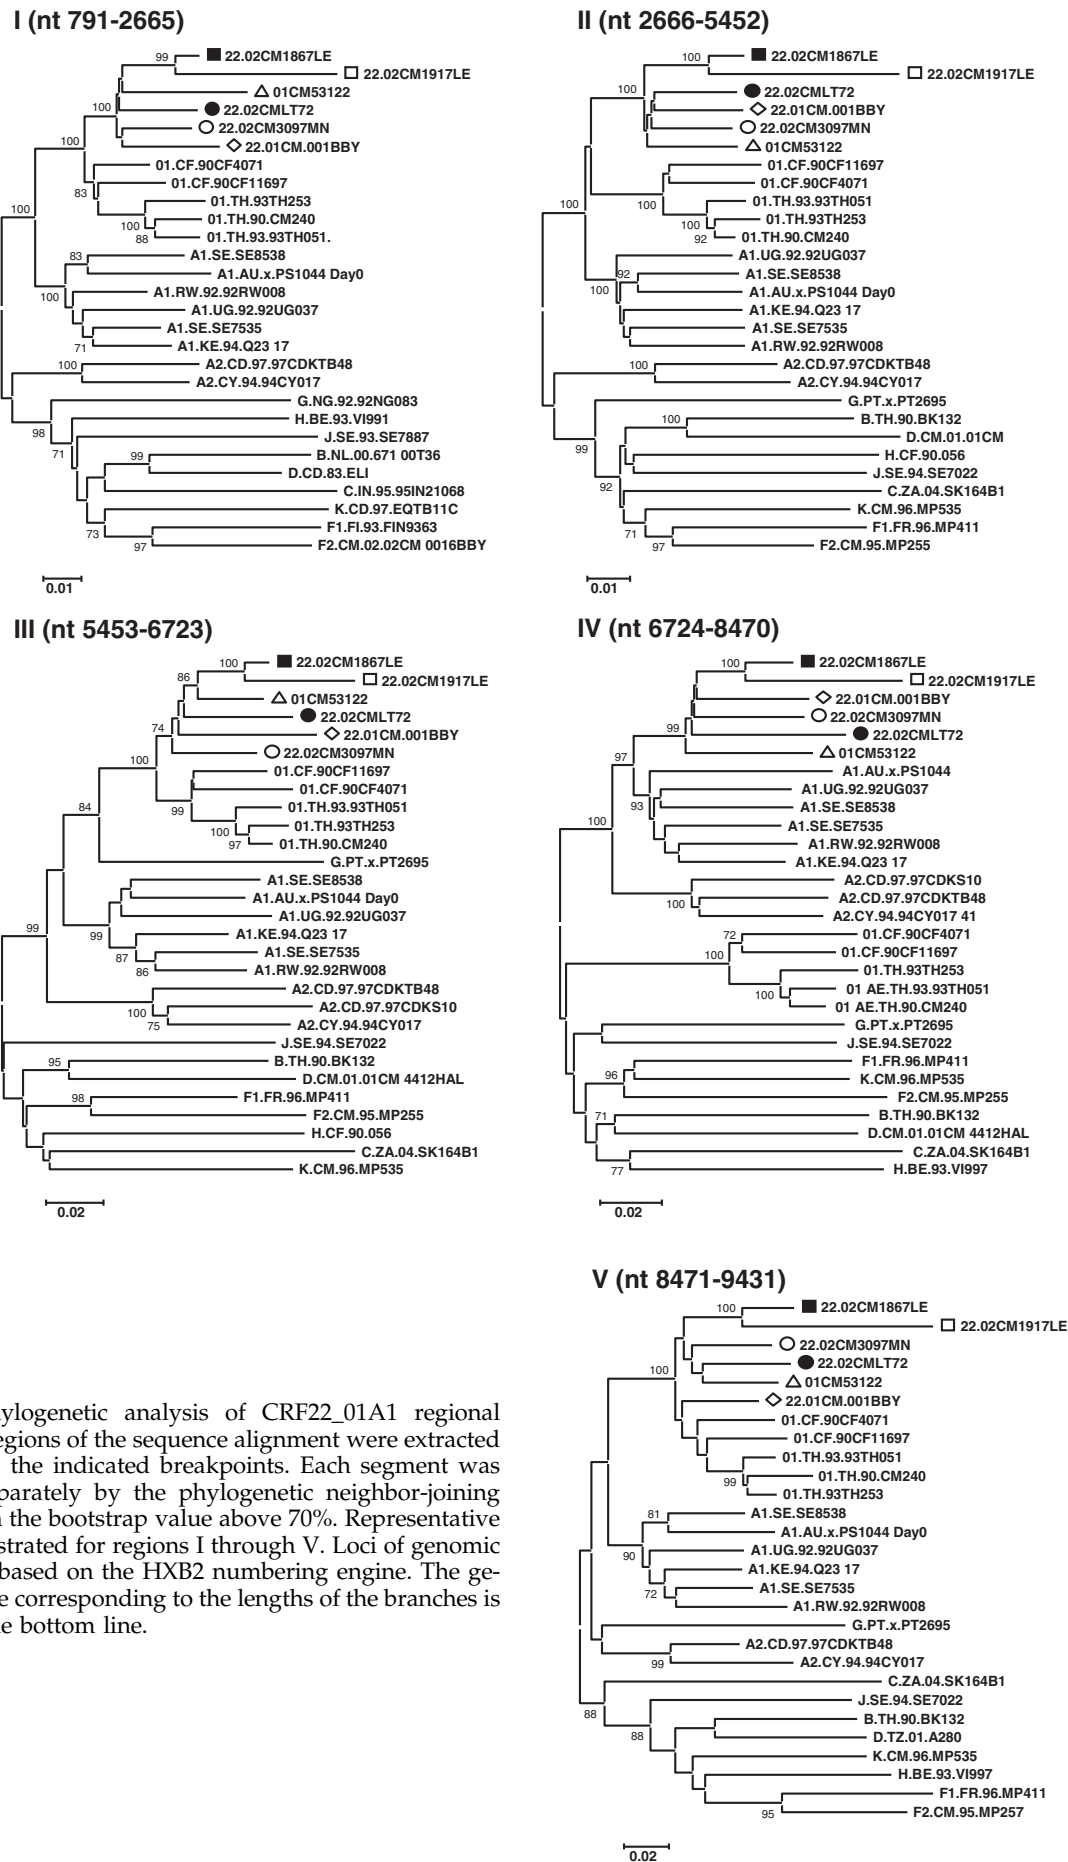 I (nt 791-2665)
99
22.02CM1867LE
22.02CM1917LE
01CM53122
100
22.02CMLT72
22.02CM3097MN
22.01CM.001BBY
100
01.CF.90CF4071
01.CF.90CF11697
83
01.TH.93TH253
100
01.TH.90.CM240
100
01.TH.93.93TH051.
88
83
A1.SE.SE8538
A1.AU.x.PS1044 Day0
100
A1.RW.92.92RW008
A1.UG.92.92UG037
A1.SE.SE7535
71
A1.KE.94.Q23 17
100
A2.CD.97.97CDKTB48
A2.CY.94.94CY017
G.NG.92.92NG083
98
H.BE.93.VI991
71
J.SE.93.SE7887
99
B.NL.00.671 00T36
D.CD.83.ELI
C.IN.95.95IN21068
K.CD.97.EQTB11C
73
F1.FI.93.FIN9363
97
F2.CM.02.02CM 0016BBY
0.01
II (nt 2666-5452)
100
22.02CM1867LE
22.02CM1917LE
100
22.02CMLT72
22.01CM.001BBY
22.02CM3097MN
01CM53122
01.CF.90CF11697
01.CF.90CF4071
100
01.TH.93.93TH051
100
01.TH.93TH253
100
01.TH.90.CM240
92
A1.UG.92.92UG037
92
A1.SE.SE8538
100
A1.AU.x.PS1044 Day0
A1.KE.94.Q23 17
A1.SE.SE7535
A1.RW.92.92RW008
100
A2.CD.97.97CDKTB48
A2.CY.94.94CY017
G.PT.x.PT2695
100
B.TH.90.BK132
99
D.CM.01.01CM
H.CF.90.056
J.SE.94.SE7022
92
C.ZA.04.SK164B1
K.CM.96.MP535
71
F1.FR.96.MP411
97
F2.CM.95.MP255
0.01
III (nt 5453-6723)
100
22.02CM1867LE
86
22.02CM1917LE
01CM53122
74
22.02CMLT72
22.01CM.001BBY
22.02CM3097MN
100
01.CF.90CF11697
01.CF.90CF4071
99
84
01.TH.93.93TH051
100
01.TH.93TH253
97
01.TH.90.CM240
G.PT.x.PT2695
A1.SE.SE8538
A1.AU.x.PS1044 Day0
A1.UG.92.92UG037
99
99
A1.KE.94.Q23 17
87
A1.SE.SE7535
86
A1.RW.92.92RW008
A2.CD.97.97CDKTB48
100
A2.CD.97.97CDKS10
75
A2.CY.94.94CY017
J.SE.94.SE7022
95
B.TH.90.BK132
D.CM.01.01CM 4412HAL
98
F1.FR.96.MP411
F2.CM.95.MP255
H.CF.90.056
C.ZA.04.SK164B1
K.CM.96.MP535
0.02
IV (nt 6724-8470)
100
22.02CM1867LE
22.02CM1917LE
22.01CM.001BBY
22.02CM3097MN
99
22.02CMLT72
01CM53122
97
A1.AU.x.PS1044
A1.UG.92.92UG037
93
A1.SE.SE8538
100
A1.SE.SE7535
A1.RW.92.92RW008
A1.KE.94.Q23 17
A2.CD.97.97CDKS10
100
A2.CD.97.97CDKTB48
A2.CY.94.94CY017 41
72
01.CF.90CF4071
100
01.CF.90CF11697
01.TH.93TH253
100
01 AE.TH.93.93TH051
01 AE.TH.90.CM240
G.PT.x.PT2695
J.SE.94.SE7022
F1.FR.96.MP411
96
K.CM.96.MP535
F2.CM.95.MP255
71
B.TH.90.BK132
D.CM.01.01CM 4412HAL
C.ZA.04.SK164B1
77
H.BE.93.VI997
0.02
V (nt 8471-9431)
100
22.02CM1867LE
22.02CM1917LE
22.02CM3097MN
100
22.02CMLT72
01CM53122
22.01CM.001BBY
01.CF.90CF4071
01.CF.90CF11697
01.TH.93.93TH051
99
01.TH.90.CM240
01.TH.93TH253
81
A1.SE.SE8538
A1.AU.x.PS1044 Day0
90
A1.UG.92.92UG037
A1.KE.94.Q23 17
72
A1.SE.SE7535
A1.RW.92.92RW008
G.PT.x.PT2695
A2.CD.97.97CDKTB48
99
A2.CY.94.94CY017
C.ZA.04.SK164B1
88
J.SE.94.SE7022
88
B.TH.90.BK132
D.TZ.01.A280
K.CM.96.MP535
H.BE.93.VI997
F1.FR.96.MP411
95
F2.CM.95.MP257
0.02
ylogenetic analysis of CRF22_01A1 regional
egions of the sequence alignment were extracted
the indicated breakpoints. Each segment was
parately by the phylogenetic neighbor-joining
the bootstrap value above 70%. Representative
strated for regions I through V. Loci of genomic
based on the HXB2 numbering engine. The ge-
e corresponding to the lengths of the branches is
e bottom line.